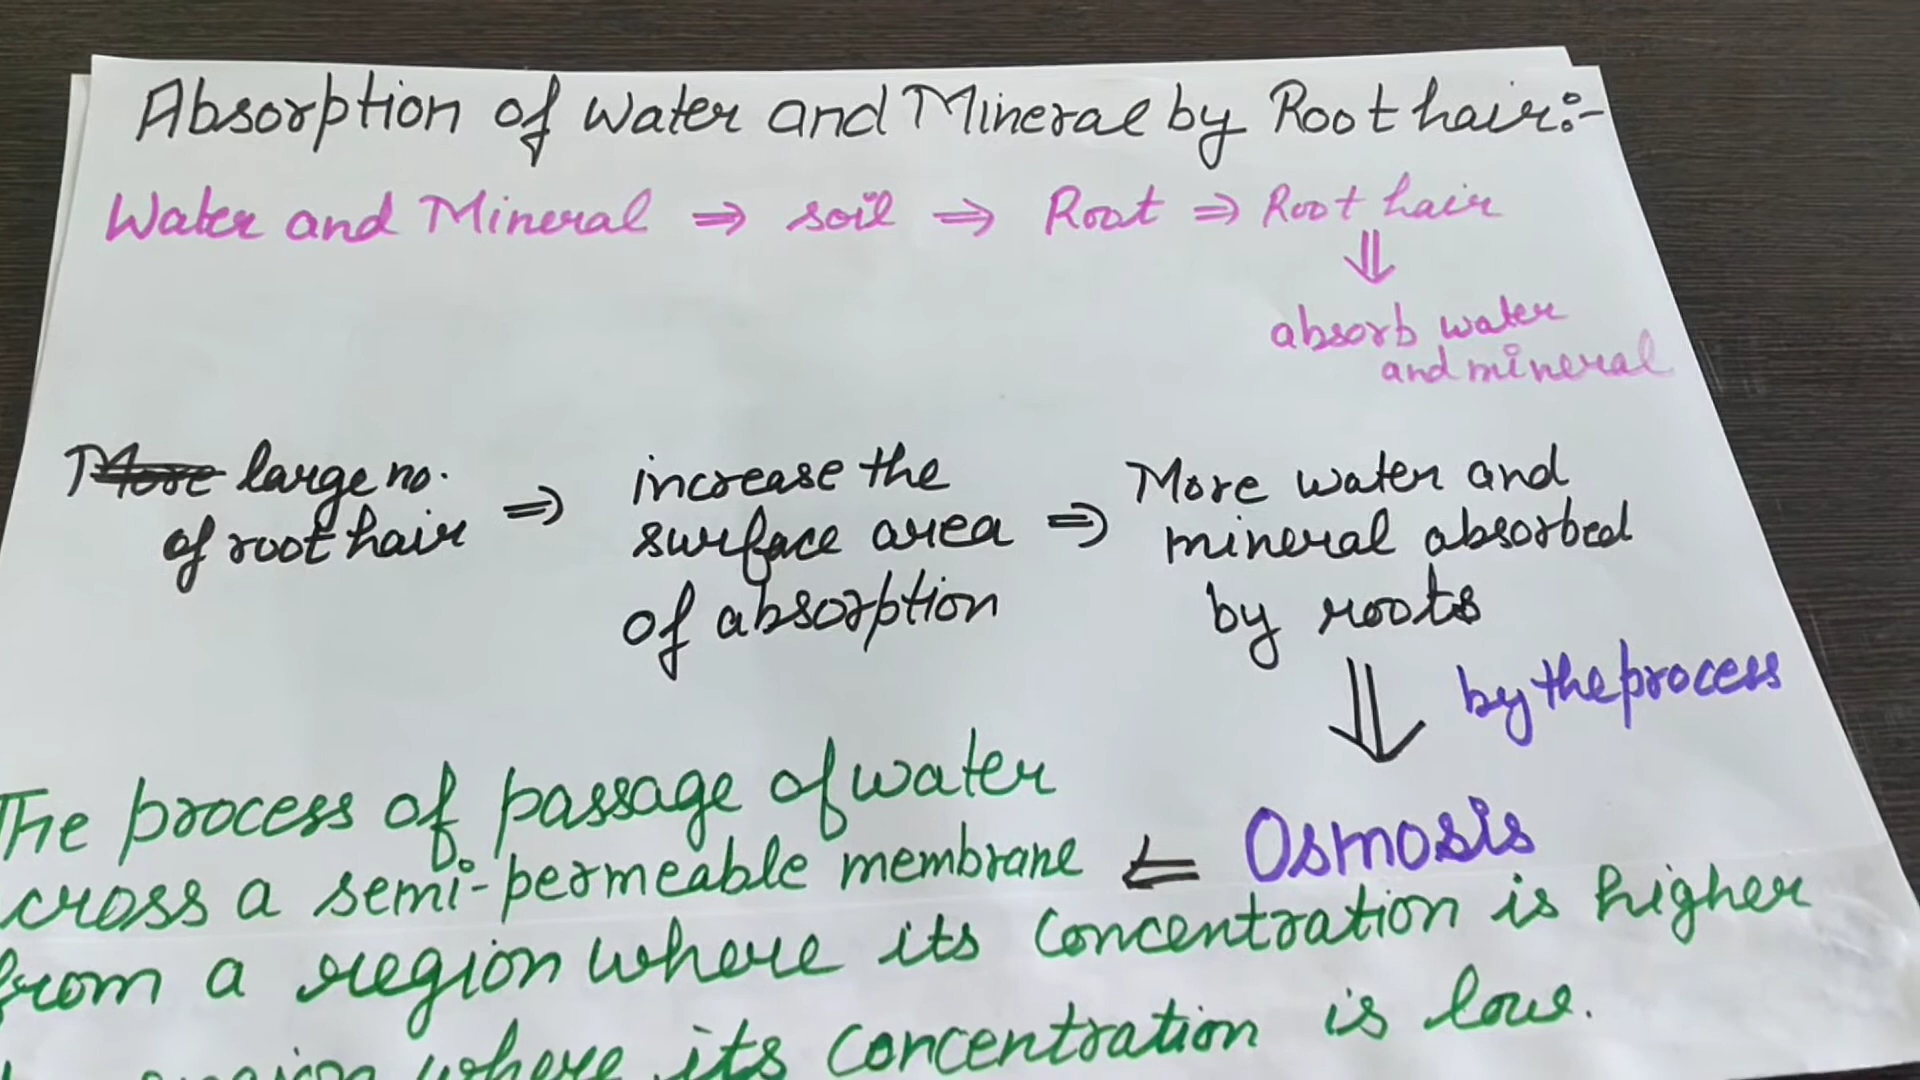 Absorption of water and Mineral by Root hair:-
Water and Mineral ⇒ soil ⇒ Root ⇒ Root hair
⇓
absorb water
and mineral
More large no.
of root hair ⇒
increase the
surface area
of absorption
⇒ More water and
mineral absorbed
by roots
⇓ by the process
Osmosis
⇐
The process of passage of water
cross a semi-permeable membrane
from a region where its concentration is higher
region where its concentration is low.